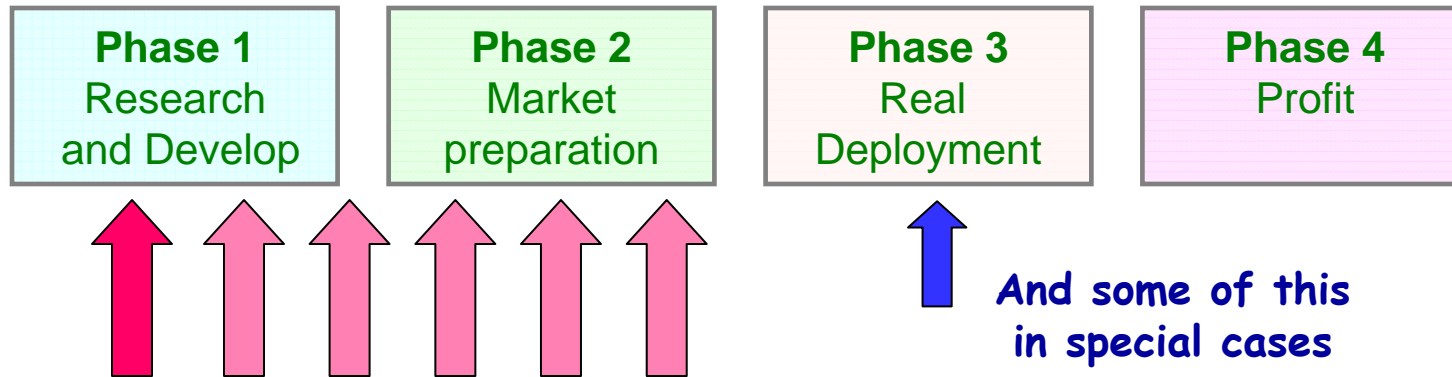 Phase 1
Research
and Develop
Phase 2
Market
preparation
Phase 3
Real
Deployment
Phase 4
Profit
And some of this
in special cases